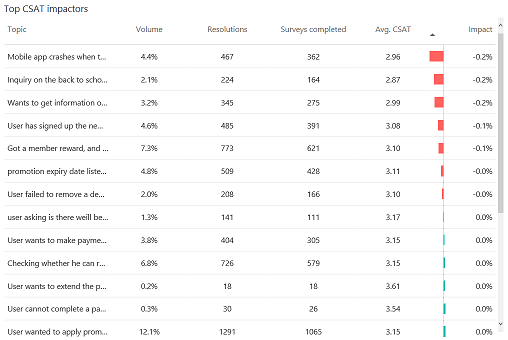 Top CSAT impactors
Topic Volume Resolutions Surveys completed Avg. CSAT Impact
Mobile app crashes when t... 4.4% 467 362 2.96 -0.2%
Inquiry on the back to scho... 2.1% 224 164 2.87 -0.2%
Wants to get information o... 3.2% 345 275 2.99 -0.2%
User has signed up the ne... 4.6% 485 391 3.08 -0.1%
Got a member reward, and ... 7.3% 773 621 3.10 -0.1%
promotion expiry date liste... 4.8% 509 428 3.11 -0.0%
User failed to remove a de... 2.0% 208 166 3.10 -0.0%
user asking is there weill be... 1.3% 141 111 3.17 0.0%
User wants to make payme... 3.8% 404 305 3.15 0.0%
Checking whether he can r... 6.8% 726 579 3.15 0.0%
User wants to extend the p... 0.2% 18 18 3.61 0.0%
User cannot complete a pa... 0.3% 30 26 3.54 0.0%
User wanted to apply prom... 12.1% 1291 1065 3.15 0.0%